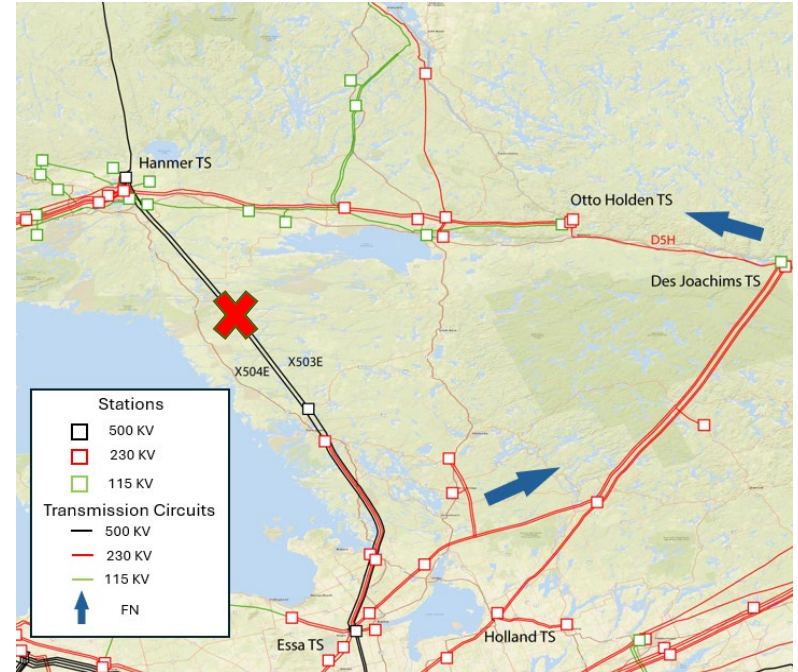 Hanmer TS
Otto Holden TS
D5H
Des Joachims TS
X503E
X504E
Stations
500 KV
230 KV
115 KV
Transmission Circuits
500 KV
230 KV
115 KV
FN
Essa TS
Holland TS